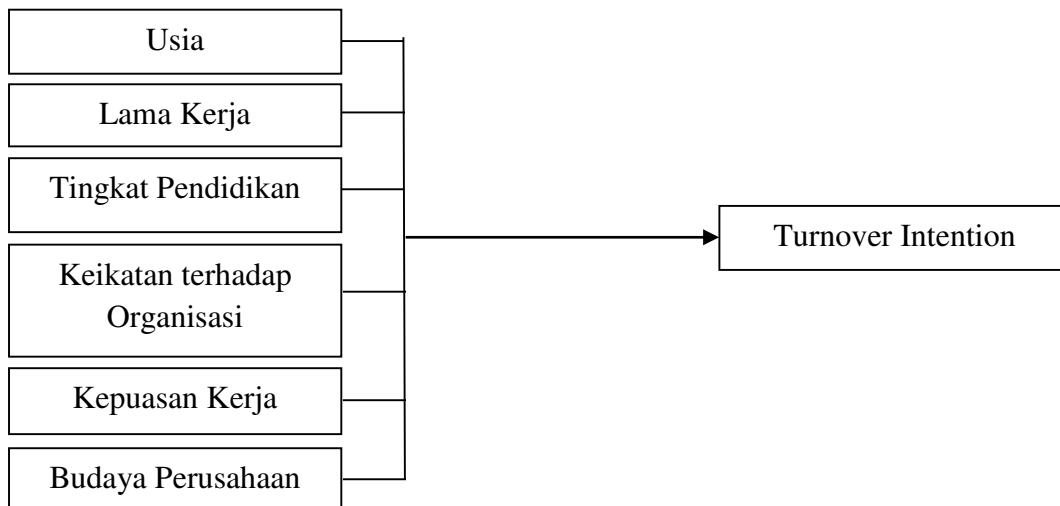 Usia
Lama Kerja
Tingkat Pendidikan
Keikatan terhadap
Organisasi
Kepuasan Kerja
Budaya Perusahaan
Turnover Intention